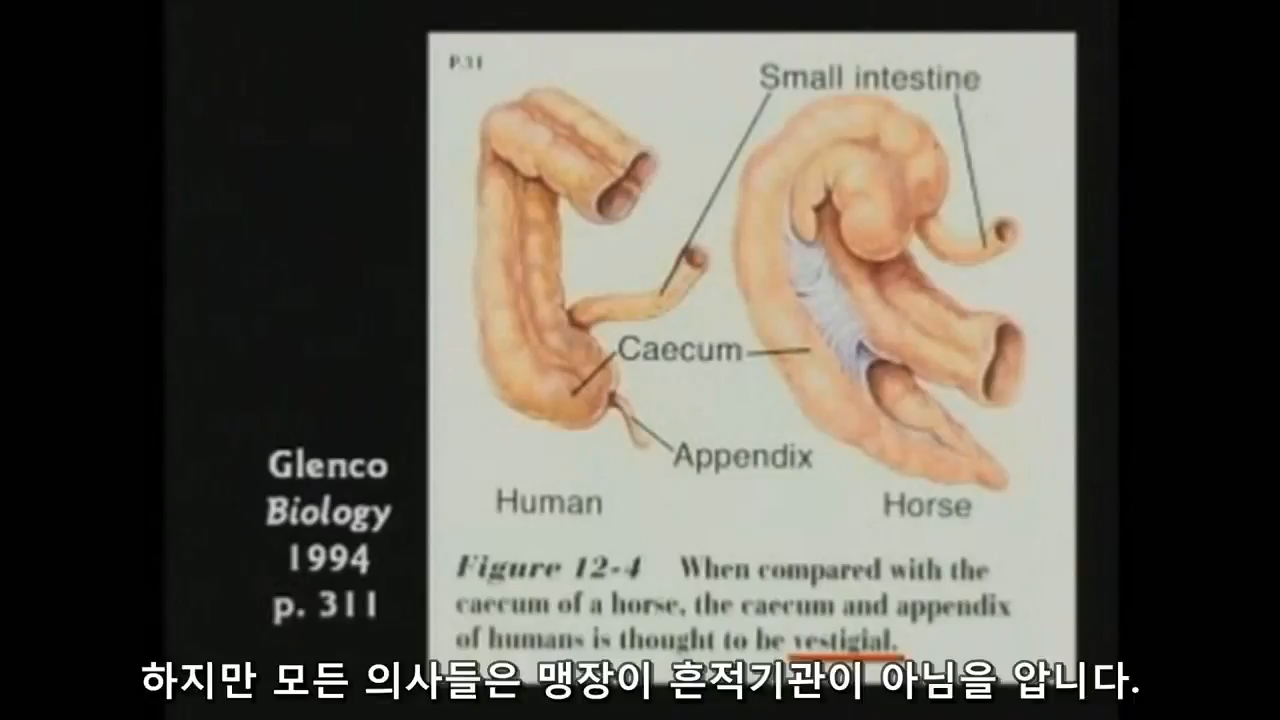 P.31
Small intestine
Caecum
Appendix
Human
Horse
Glenco
Biology
1994
p. 311
Figure 12-4 When compared with the
caecum of a horse, the caecum and appendix
of humans is thought to be vestigial.
하지만 모든 의사들은 맹장이 흔적기관이 아님을 압니다.